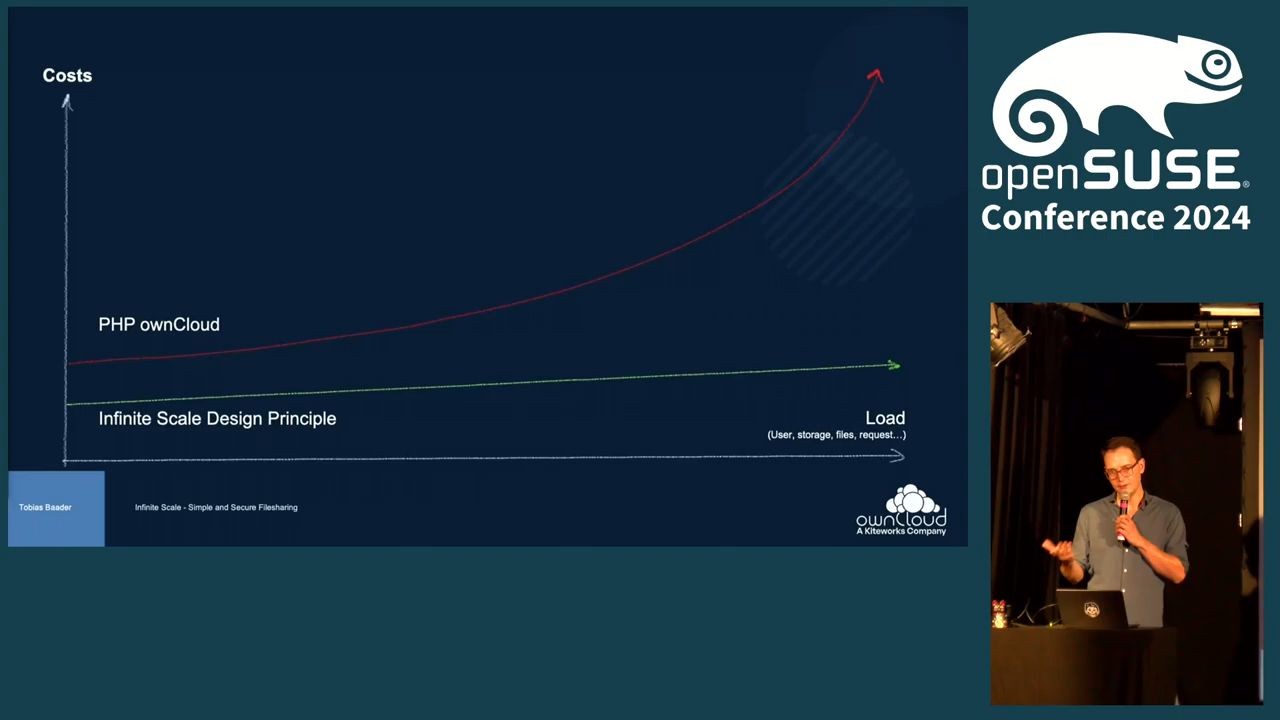 Costs
PHP ownCloud
Infinite Scale Design Principle
Load
(User, storage, files, request...)
Tobias Baader
Infinite Scale - Simple and Secure Filesharing
ownCloud
A Kiteworks Company
openSUSE®
Conference 2024